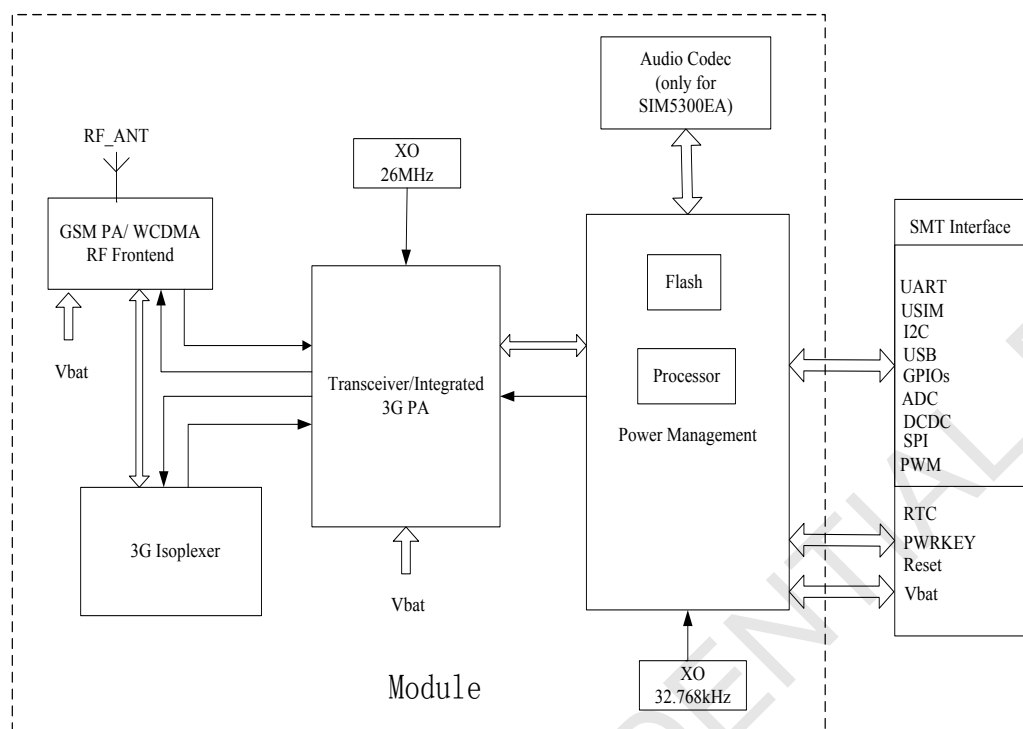 Audio Codec
(only for
SIM5300EA)
RF_ANT
XO
26MHz
GSM PA/ WCDMA
RF Frontend
Vbat
Transceiver/Integrated
3G PA
Vbat
3G Isoplexer
Flash
Processor
Power Management
XO
32.768kHz
Module
SMT Interface
UART
USIM
I2C
USB
GPIOs
ADC
DCDC
SPI
PWM
RTC
PWRKEY
Reset
Vbat